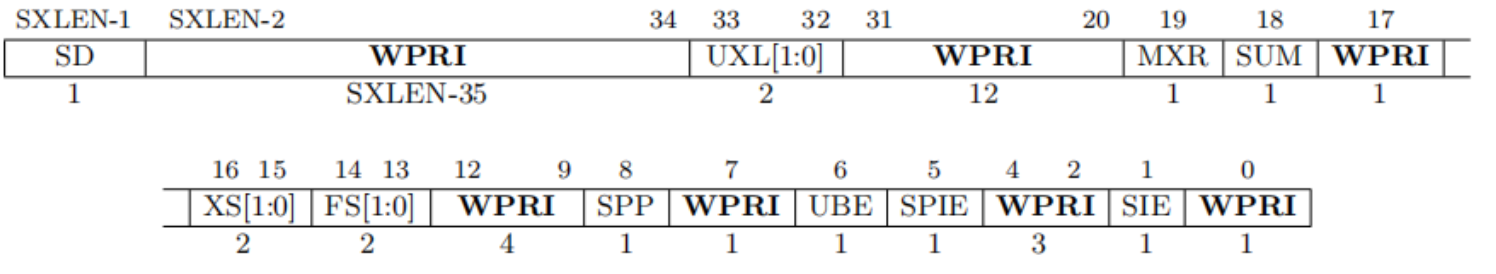 SXLEN-1 SXLEN-2 34 33 32 31 20 19 18 17
SD WPRI UXL[1:0] WPRI MXR SUM WPRI
1 SXLEN-35 2 12 1 1 1
16 15 14 13 12 9 8 7 6 5 4 2 1 0
XS[1:0] FS[1:0] WPRI SPP WPRI UBE SPIE WPRI SIE WPRI
2 2 4 1 1 1 1 3 1 1